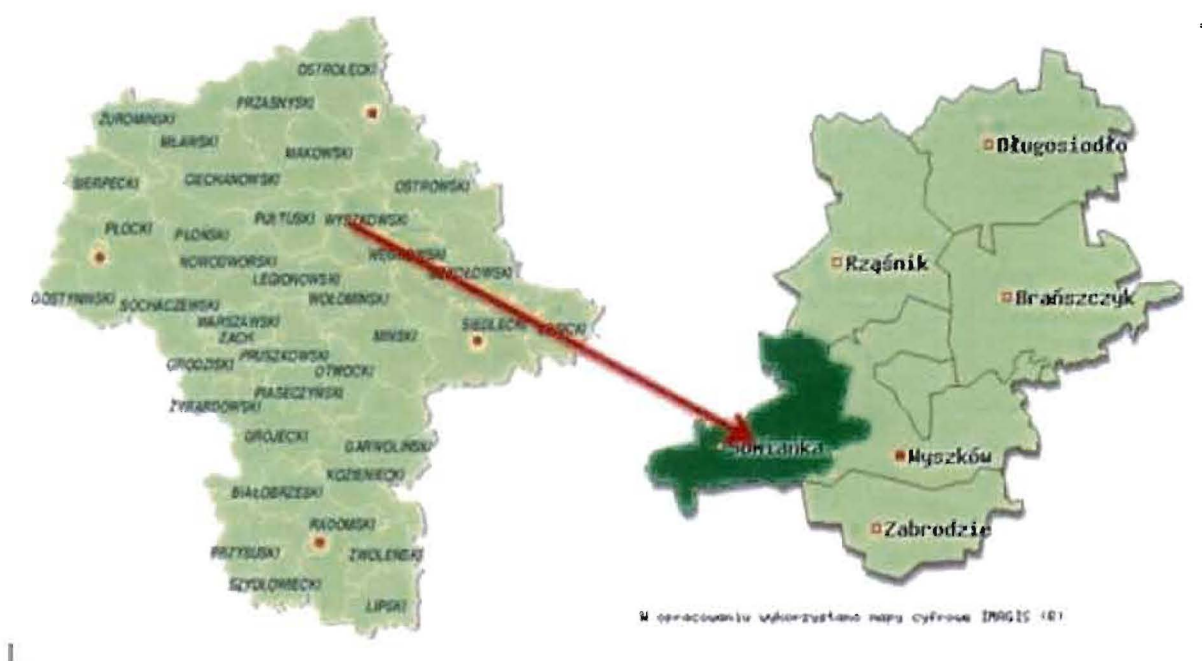 OSTROŁĘCKI
PRZASNYSKI
ŻUROMIŃSKI
MŁAWSKI
MAKOWSKI
SIERPECKI
CIECHANOWSKI
OSTROWSKI
PŁOCKI
PŁOŃSKI
PUŁTUSKI
WYSZKOWSKI
NOWODWORSKI
LEGIONOWSKI
GOSTYNIŃSKI
SOCHACZEWSKI
WOŁOMIŃSKI
WARSZAWSKI
ZACH.
MIŃSKI
SIEDLECKI
GRODZISKI
PRUSZKOWSKI
OTWOCKI
PIASECZYŃSKI
ŻYRARDOWSKI
GRÓJECKI
GARWOLIŃSKI
KOZIENICKI
BIAŁOBRZESKI
RADOMSKI
PRZYSUSKI
ZWOLEŃSKI
SZYDŁOWIECKI
LIPSKI
Długosiodło
Rząśnik
Brańszczyk
Wyszków
Zabrodzie
W opracowaniu wykorzystano mapy cyfrowe IMAGIS (R)